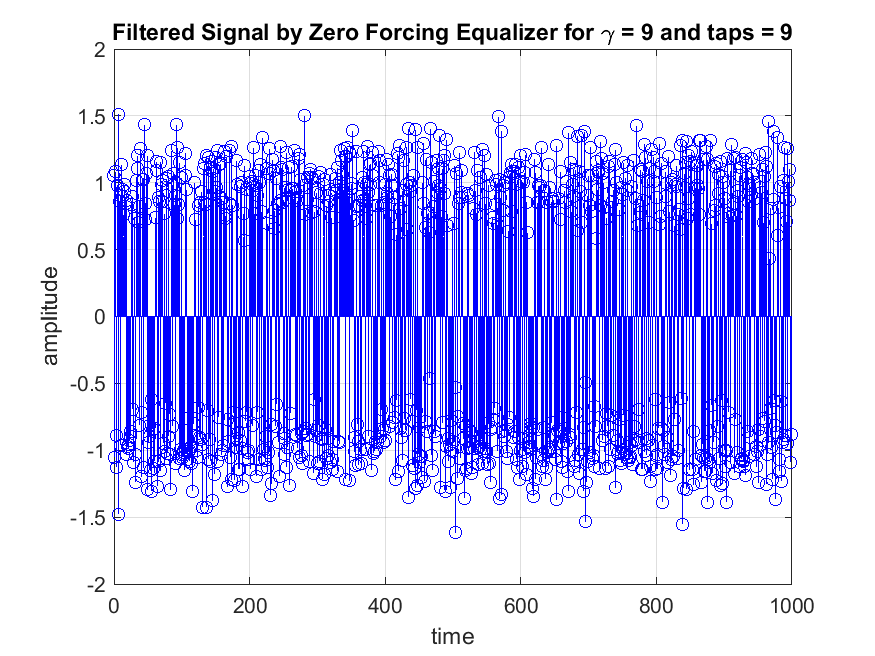 Filtered Signal by Zero Forcing Equalizer for γ = 9 and taps = 9
2
1.5
1
0.5
0
-0.5
-1
-1.5
-2
amplitude
0 200 400 600 800 1000
time